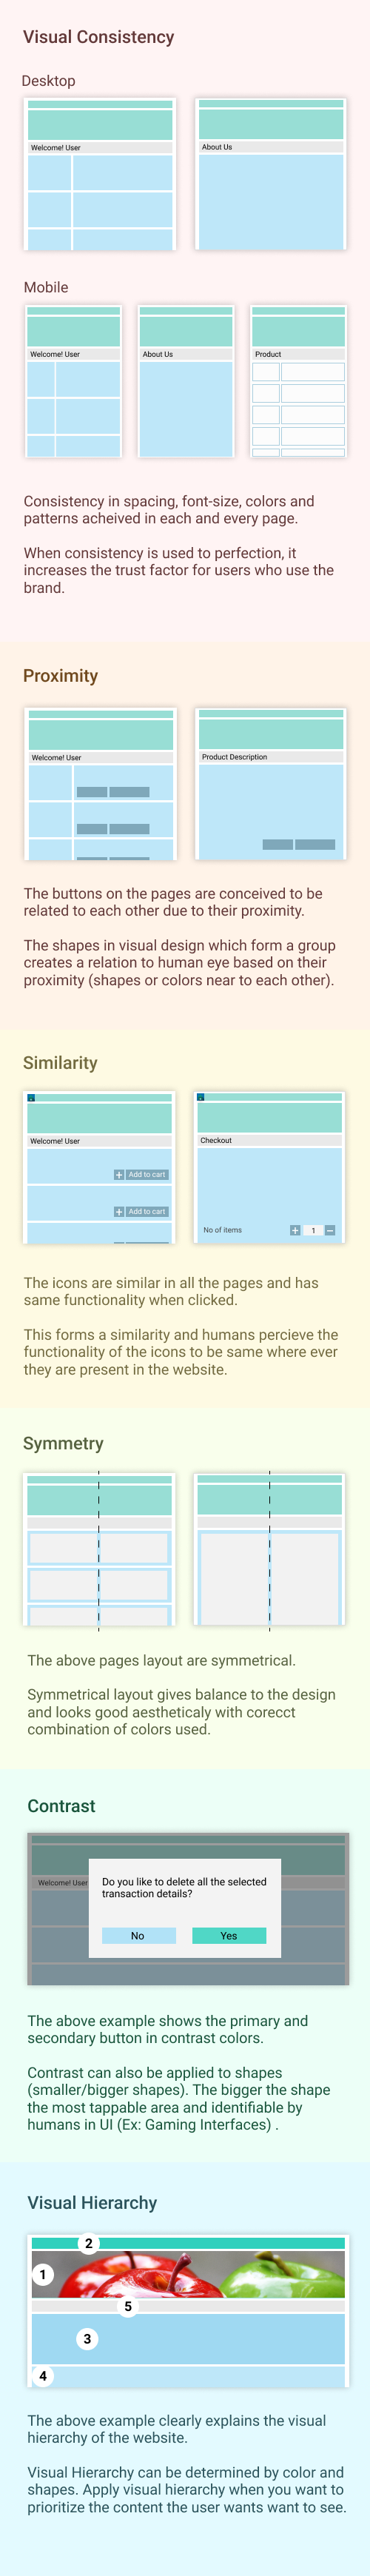 Visual Consistency
Desktop
Welcome! User
About Us
Mobile
Welcome! User
About Us
Product
Consistency in spacing, font-size, colors and
patterns acheived in each and every page.
When consistency is used to perfection, it
increases the trust factor for users who use the
brand.
Proximity
Welcome! User
Product Description
The buttons on the pages are conceived to be
related to each other due to their proximity.
The shapes in visual design which form a group
creates a relation to human eye based on their
proximity (shapes or colors near to each other).
Similarity
Welcome! User
+ Add to cart
+ Add to cart
Checkout
No of items + 1 −
The icons are similar in all the pages and has
same functionality when clicked.
This forms a similarity and humans percieve the
functionality of the icons to be same where ever
they are present in the website.
Symmetry
The above pages layout are symmetrical.
Symmetrical layout gives balance to the design
and looks good aestheticaly with corecct
combination of colors used.
Contrast
Welcome! User
Do you like to delete all the selected
transaction details?
No
Yes
The above example shows the primary and
secondary button in contrast colors.
Contrast can also be applied to shapes
(smaller/bigger shapes). The bigger the shape
the most tappable area and identifiable by
humans in UI (Ex: Gaming Interfaces) .
Visual Hierarchy
2
1
5
3
4
The above example clearly explains the visual
hierarchy of the website.
Visual Hierarchy can be determined by color and
shapes. Apply visual hierarchy when you want to
prioritize the content the user wants want to see.